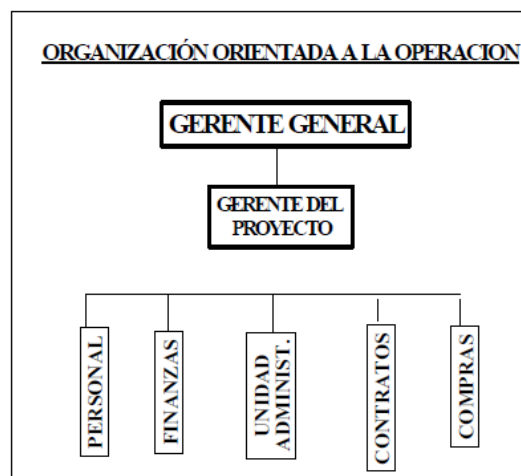 ORGANIZACIÓN ORIENTADA A LA OPERACION
GERENTE GENERAL
GERENTE DEL
PROYECTO
PERSONAL
FINANZAS
UNIDAD
ADMINIST.
CONTRATOS
COMPRAS